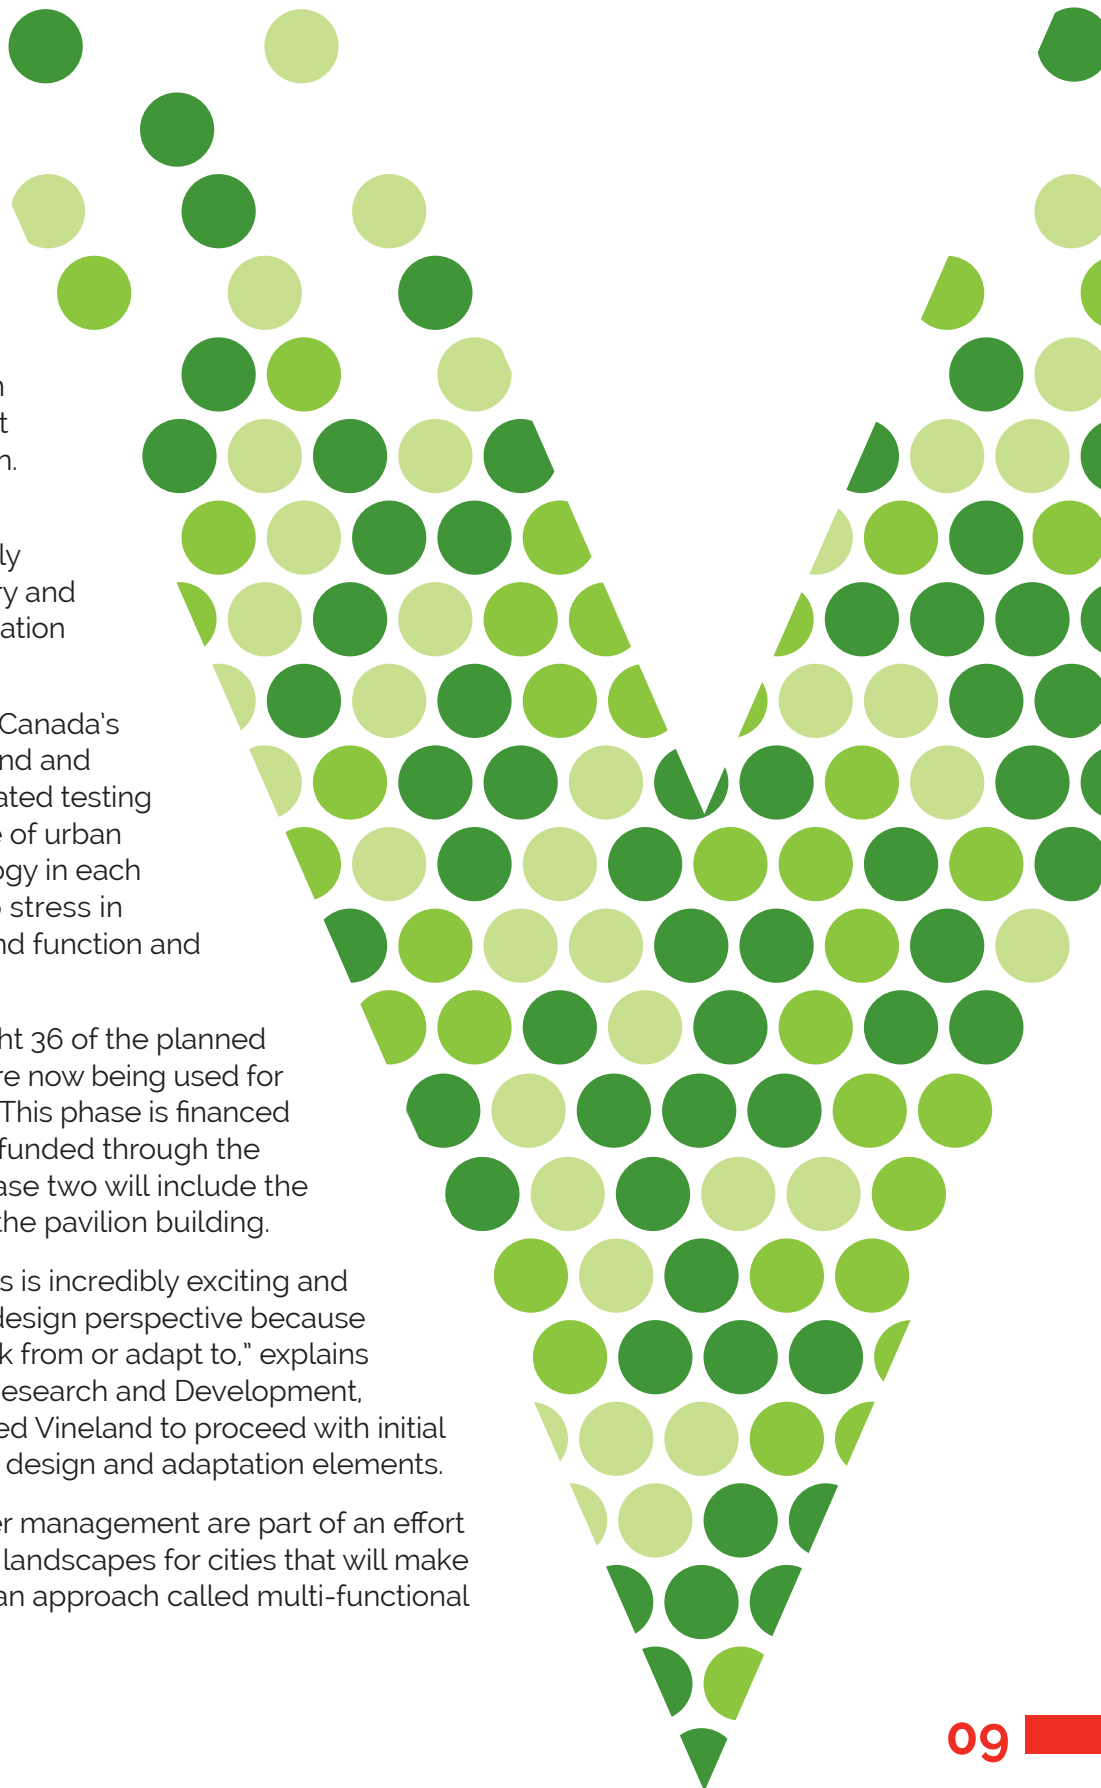 n
t
n.
ly
ry and
ation
Canada's
nd and
ated testing
e of urban
ogy in each
o stress in
nd function and
ht 36 of the planned
re now being used for
This phase is financed
funded through the
ase two will include the
the pavilion building.
s is incredibly exciting and
design perspective because
k from or adapt to," explains
esearch and Development,
ed Vineland to proceed with initial
design and adaptation elements.
er management are part of an effort
landscapes for cities that will make
an approach called multi-functional
09